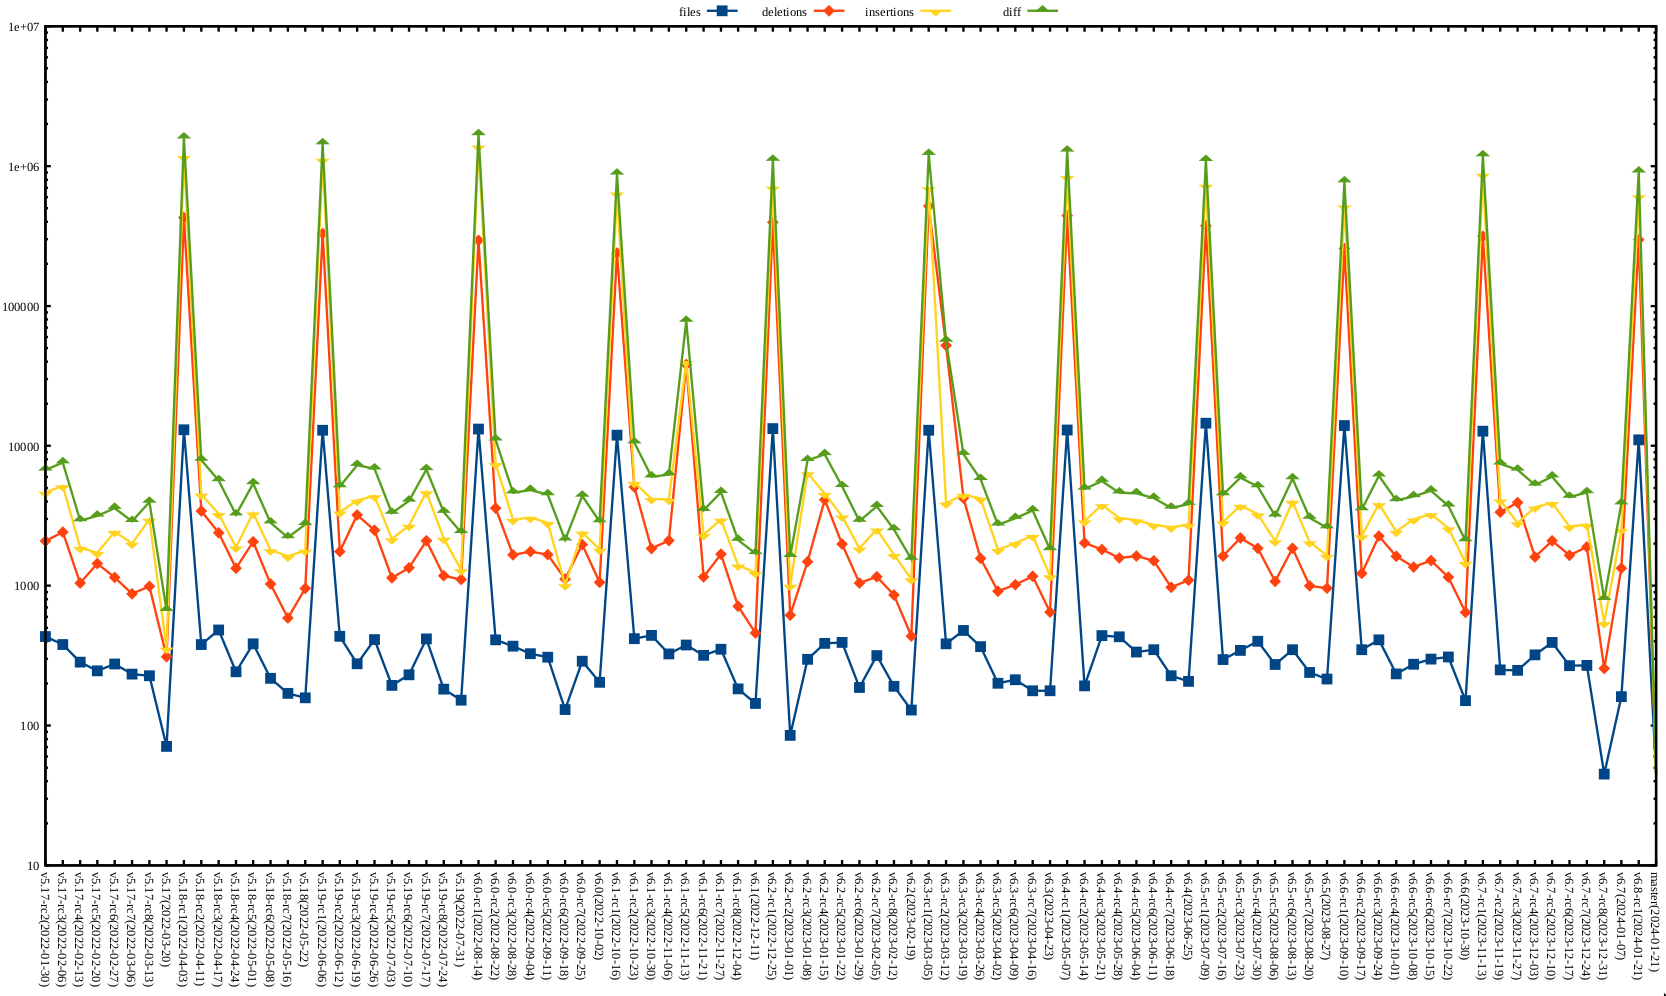 files deletions insertions diff
1e+07
1e+06
100000
10000
1000
100
10
v5.17-rc2(2022-01-30)
v5.17-rc3(2022-02-06)
v5.17-rc4(2022-02-13)
v5.17-rc5(2022-02-20)
v5.17-rc6(2022-02-27)
v5.17-rc7(2022-03-06)
v5.17-rc8(2022-03-13)
v5.17(2022-03-20)
v5.18-rc1(2022-04-03)
v5.18-rc2(2022-04-11)
v5.18-rc3(2022-04-17)
v5.18-rc4(2022-04-24)
v5.18-rc5(2022-05-01)
v5.18-rc6(2022-05-08)
v5.18-rc7(2022-05-16)
v5.18(2022-05-22)
v5.19-rc1(2022-06-06)
v5.19-rc2(2022-06-12)
v5.19-rc3(2022-06-19)
v5.19-rc4(2022-06-26)
v5.19-rc5(2022-07-03)
v5.19-rc6(2022-07-10)
v5.19-rc7(2022-07-17)
v5.19-rc8(2022-07-24)
v5.19(2022-07-31)
v6.0-rc1(2022-08-14)
v6.0-rc2(2022-08-22)
v6.0-rc3(2022-08-28)
v6.0-rc4(2022-09-04)
v6.0-rc5(2022-09-11)
v6.0-rc6(2022-09-18)
v6.0-rc7(2022-09-25)
v6.0(2022-10-02)
v6.1-rc1(2022-10-16)
v6.1-rc2(2022-10-23)
v6.1-rc3(2022-10-30)
v6.1-rc4(2022-11-06)
v6.1-rc5(2022-11-13)
v6.1-rc6(2022-11-21)
v6.1-rc7(2022-11-27)
v6.1-rc8(2022-12-04)
v6.1(2022-12-11)
v6.2-rc1(2022-12-25)
v6.2-rc2(2023-01-01)
v6.2-rc3(2023-01-08)
v6.2-rc4(2023-01-15)
v6.2-rc5(2023-01-22)
v6.2-rc6(2023-01-29)
v6.2-rc7(2023-02-05)
v6.2-rc8(2023-02-12)
v6.2(2023-02-19)
v6.3-rc1(2023-03-05)
v6.3-rc2(2023-03-12)
v6.3-rc3(2023-03-19)
v6.3-rc4(2023-03-26)
v6.3-rc5(2023-04-02)
v6.3-rc6(2023-04-09)
v6.3-rc7(2023-04-16)
v6.3(2023-04-23)
v6.4-rc1(2023-05-07)
v6.4-rc2(2023-05-14)
v6.4-rc3(2023-05-21)
v6.4-rc4(2023-05-28)
v6.4-rc5(2023-06-04)
v6.4-rc6(2023-06-11)
v6.4-rc7(2023-06-18)
v6.4(2023-06-25)
v6.5-rc1(2023-07-09)
v6.5-rc2(2023-07-16)
v6.5-rc3(2023-07-23)
v6.5-rc4(2023-07-30)
v6.5-rc5(2023-08-06)
v6.5-rc6(2023-08-13)
v6.5-rc7(2023-08-20)
v6.5(2023-08-27)
v6.6-rc1(2023-09-10)
v6.6-rc2(2023-09-17)
v6.6-rc3(2023-09-24)
v6.6-rc4(2023-10-01)
v6.6-rc5(2023-10-08)
v6.6-rc6(2023-10-15)
v6.6-rc7(2023-10-22)
v6.6(2023-10-30)
v6.7-rc1(2023-11-13)
v6.7-rc2(2023-11-19)
v6.7-rc3(2023-11-27)
v6.7-rc4(2023-12-03)
v6.7-rc5(2023-12-10)
v6.7-rc6(2023-12-17)
v6.7-rc7(2023-12-24)
v6.7-rc8(2023-12-31)
v6.7(2024-01-07)
v6.8-rc1(2024-01-21)
master(2024-01-21)